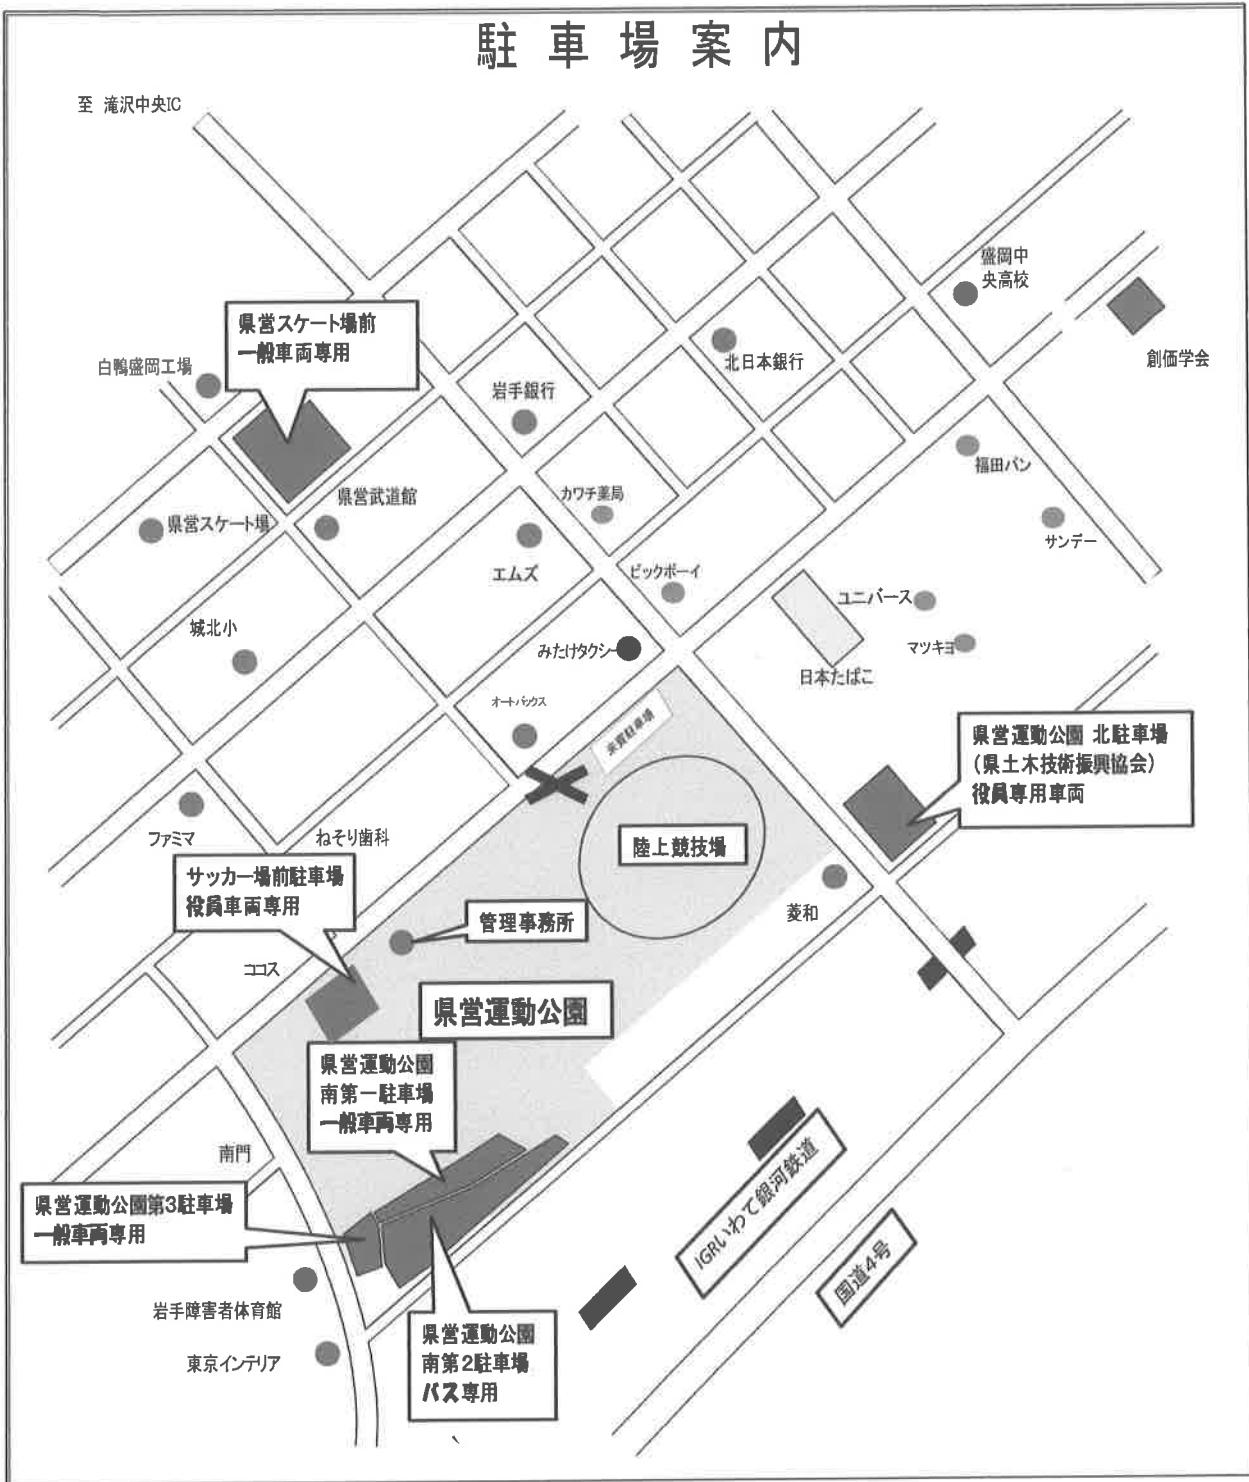 駐車場案内
至 滝沢中央IC
盛岡中
央高校
創価学会
県営スケート場前
一般車両専用
白鴨盛岡工場
北日本銀行
岩手銀行
福田パン
カワチ薬局
県営武道館
県営スケート場
サンデー
エムズ
ビックボーイ
ユニバース
城北小
みたけタクシー
マツキヨ
日本たばこ
オートバックス
来賓駐車場
県営運動公園 北駐車場
(県土木技術振興協会)
役員専用車両
ファミマ
ねそり歯科
陸上競技場
サッカー場前駐車場
役員車両専用
菱和
管理事務所
ココス
県営運動公園
県営運動公園
南第一駐車場
一般車両専用
南門
IGRいわて銀河鉄道
県営運動公園第3駐車場
一般車両専用
国道4号
岩手障害者体育館
県営運動公園
南第2駐車場
バス専用
東京インテリア